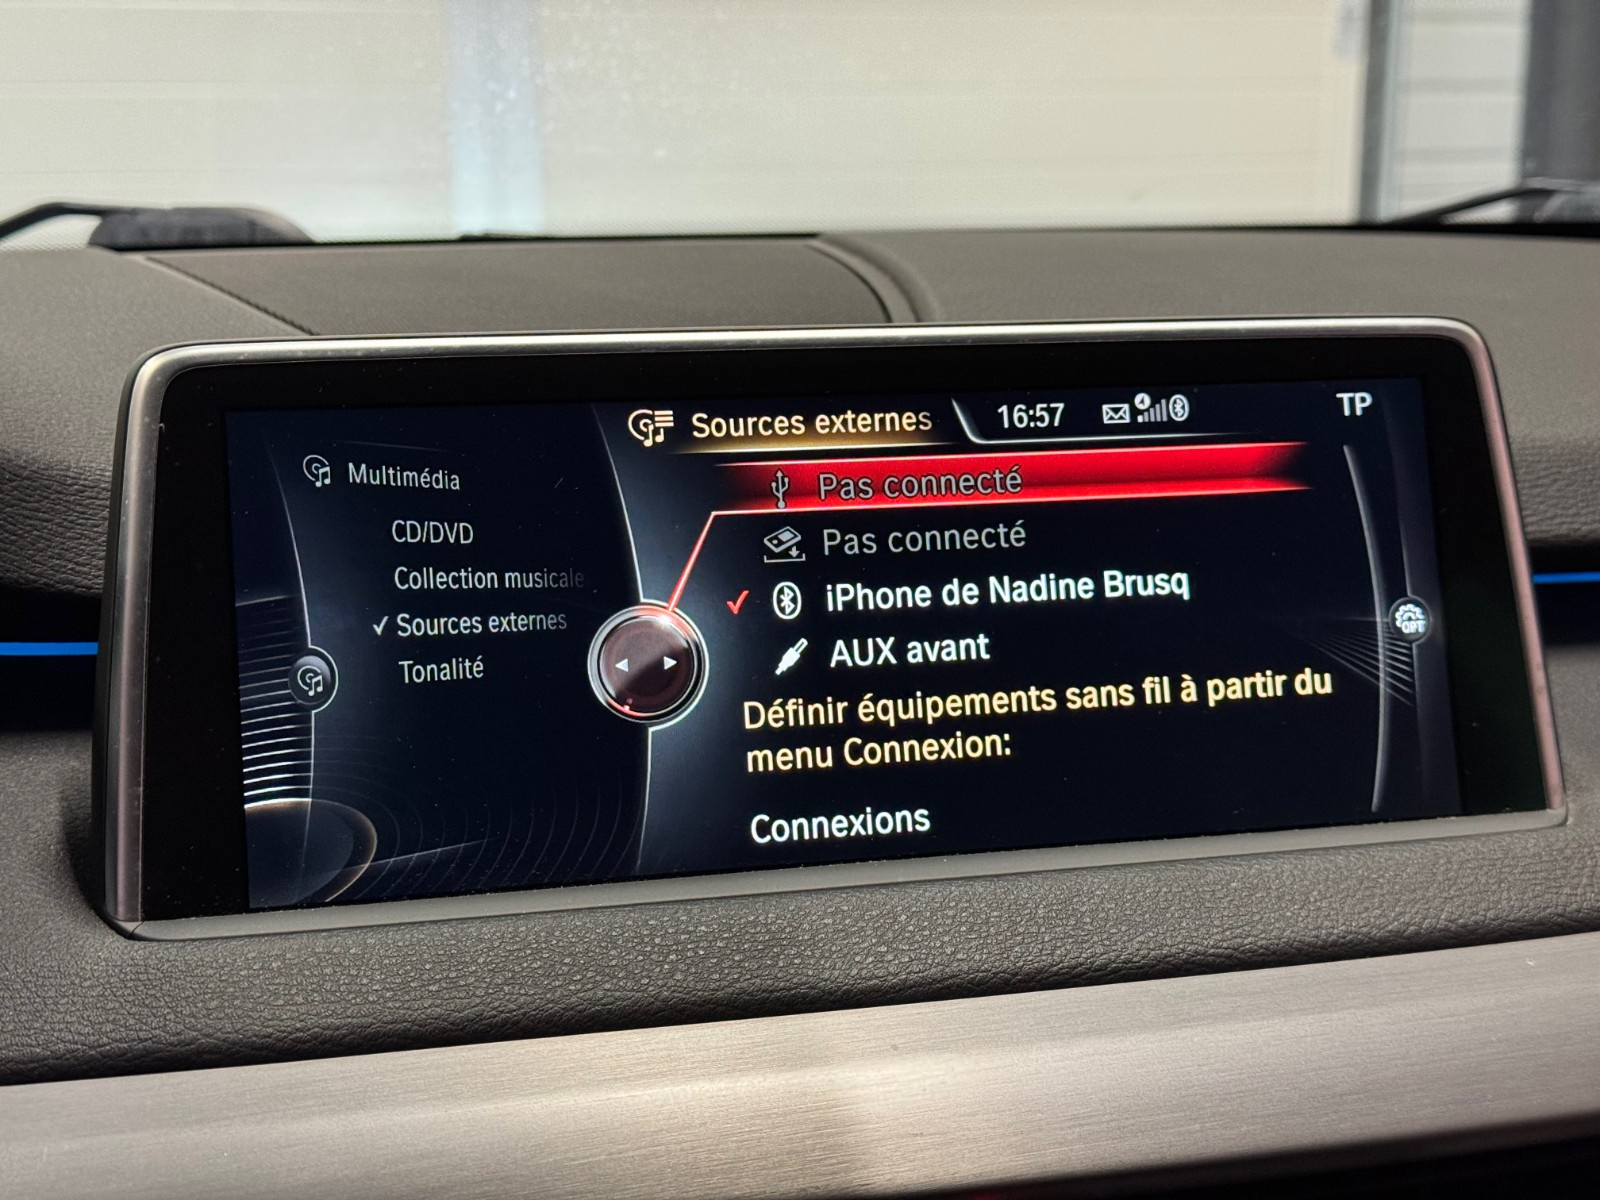 Sources externes
16:57
TP
Multimédia
CD/DVD
Collection musicale
Sources externes
Tonalité
Pas connecté
Pas connecté
iPhone de Nadine Brusq
AUX avant
Définir équipements sans fil à partir du
menu Connexion:
Connexions
OPT